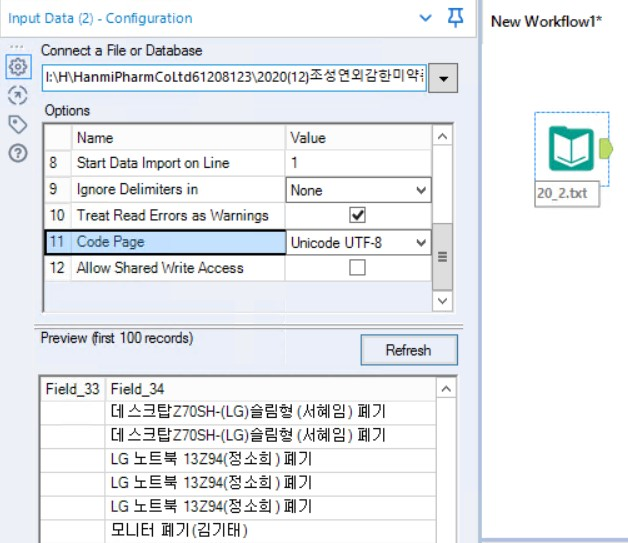 Input Data (2) - Configuration
New Workflow1*
Connect a File or Database
I:\H\HanmiPharmCoLtd61208123\2020(12)조성연외감한미약
Options
Name Value
8 Start Data Import on Line 1
9 Ignore Delimiters in None
10 Treat Read Errors as Warnings
11 Code Page Unicode UTF-8
12 Allow Shared Write Access
20_2.txt
Preview (first 100 records)
Refresh
Field_33 Field_34
데스크탑Z70SH-(LG)슬림형 (서혜임) 폐기
데스크탑Z70SH-(LG)슬림형 (서혜임) 폐기
LG 노트북 13Z94(정소희) 폐기
LG 노트북 13Z94(정소희) 폐기
LG 노트북 13Z94(정소희) 폐기
모니터 폐기(김기태)